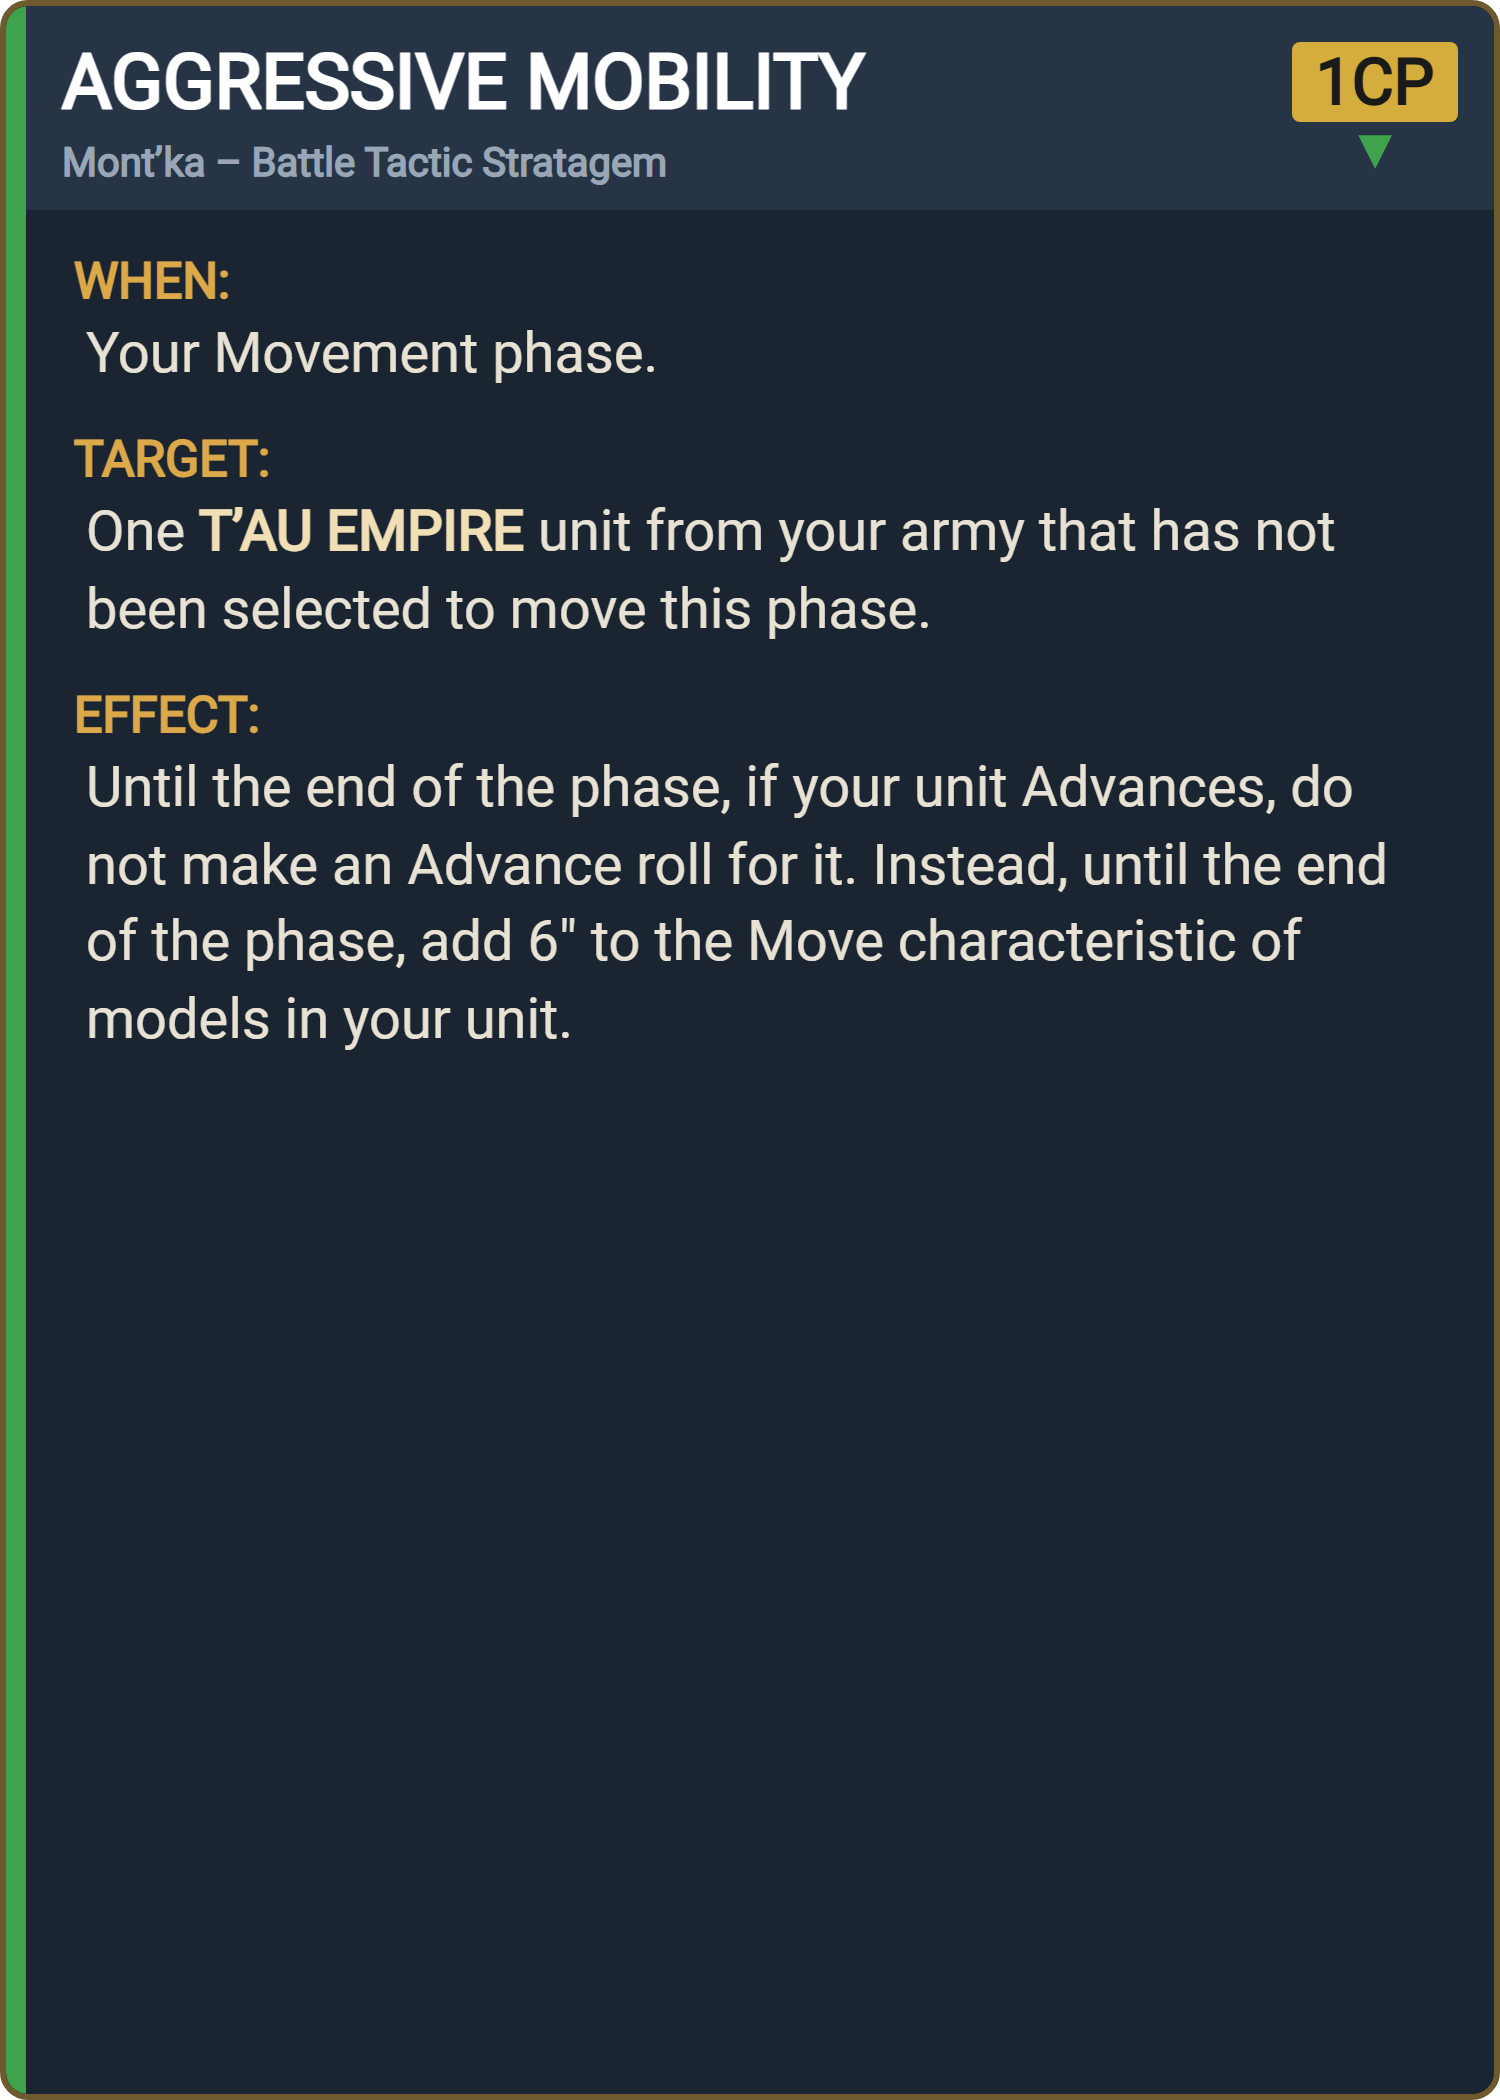 AGGRESSIVE MOBILITY
1CP
Mont’ka – Battle Tactic Stratagem
WHEN:
Your Movement phase.
TARGET:
One T’AU EMPIRE unit from your army that has not
been selected to move this phase.
EFFECT:
Until the end of the phase, if your unit Advances, do
not make an Advance roll for it. Instead, until the end
of the phase, add 6" to the Move characteristic of
models in your unit.